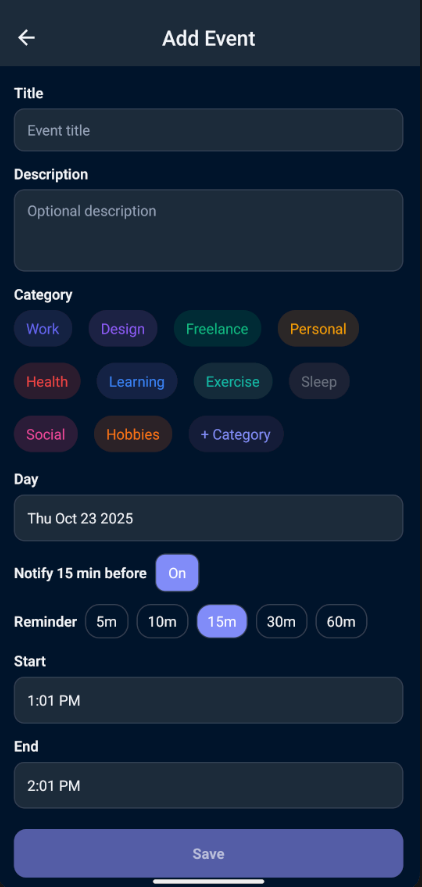 Add Event
Title
Event title
Description
Optional description
Category
Work Design Freelance Personal
Health Learning Exercise Sleep
Social Hobbies + Category
Day
Thu Oct 23 2025
Notify 15 min before On
Reminder 5m 10m 15m 30m 60m
Start
1:01 PM
End
2:01 PM
Save